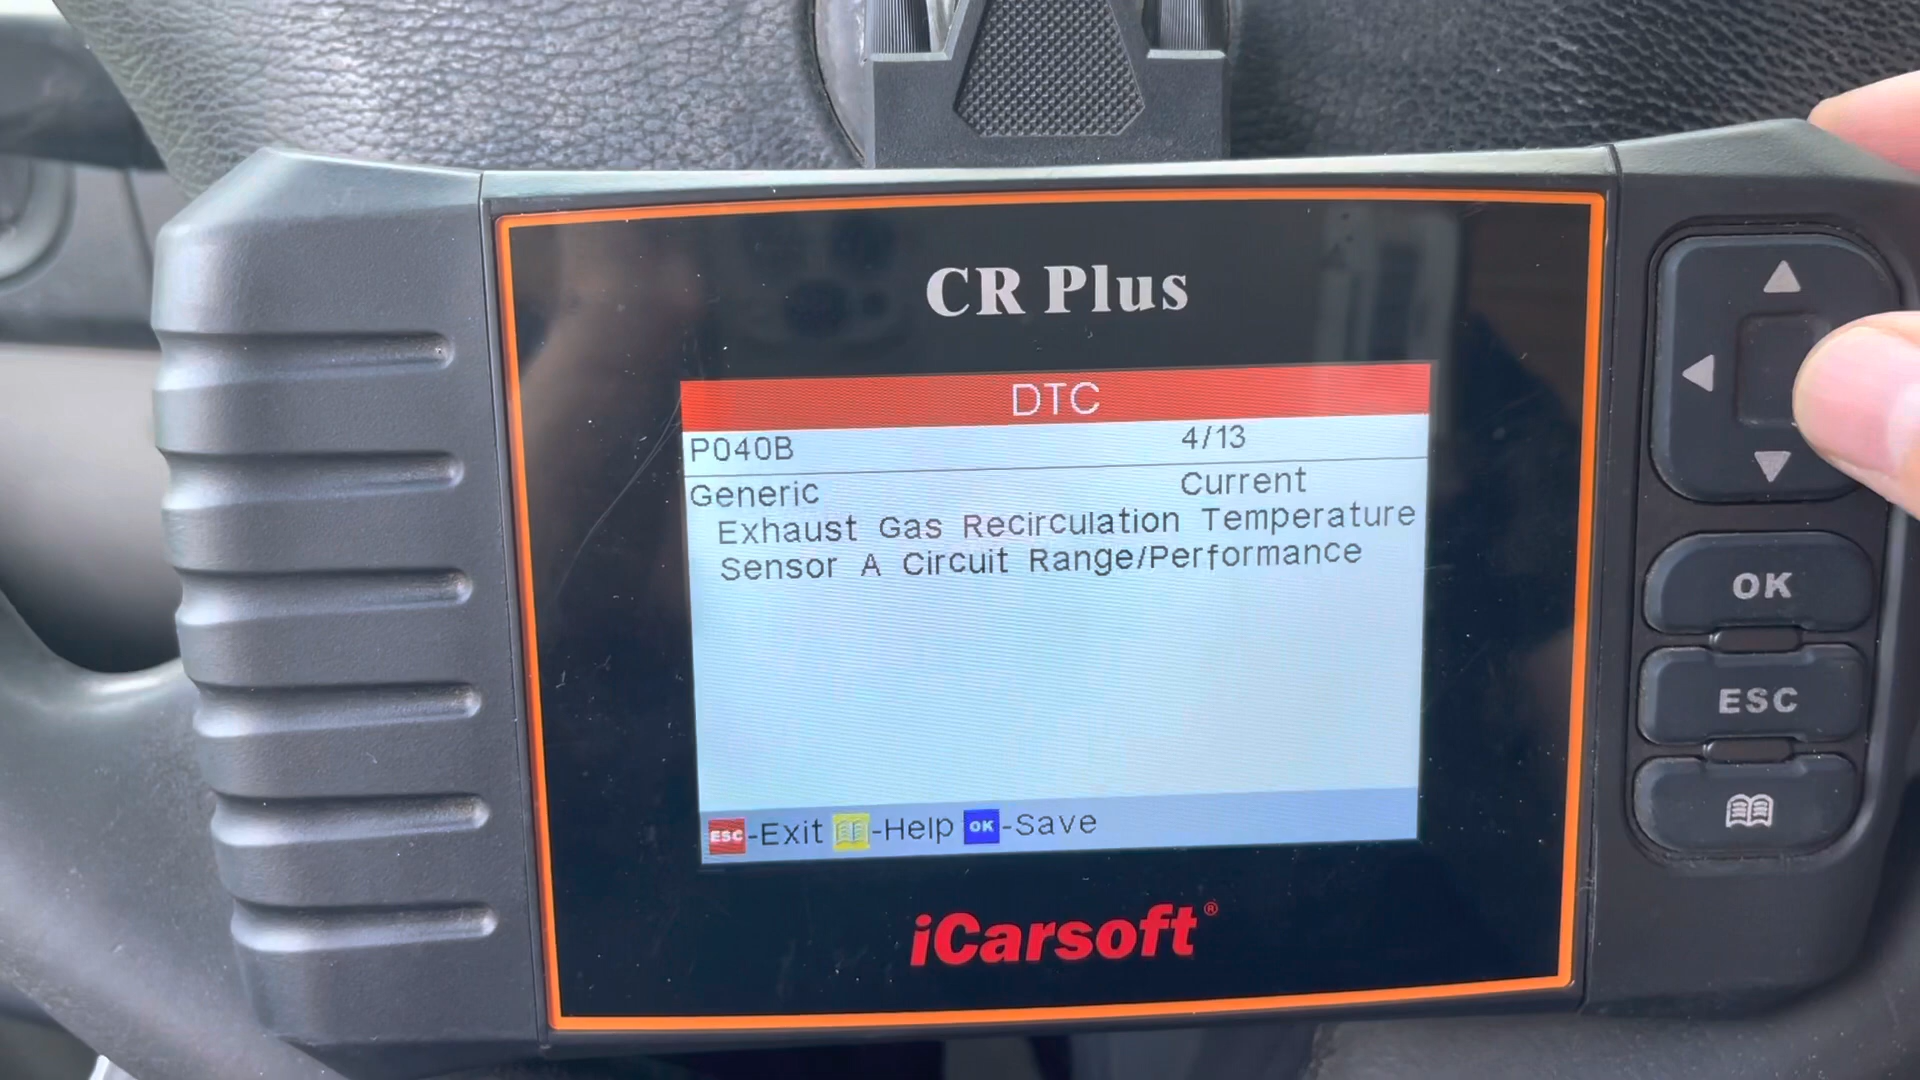 CR Plus
DTC
P040B 4/13
Generic Current
Exhaust Gas Recirculation Temperature
Sensor A Circuit Range/Performance
ESC-Exit -Help OK-Save
iCarsoft®
OK
ESC